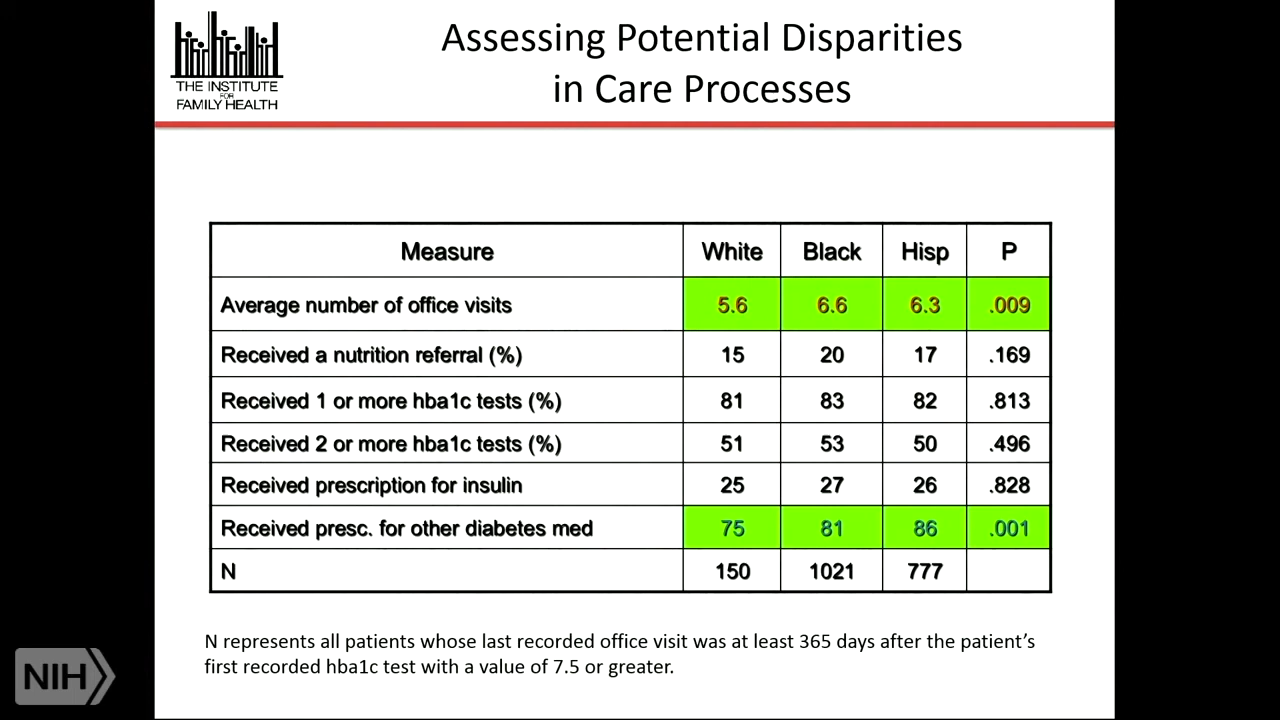 THE INSTITUTE
FOR
FAMILY HEALTH
Assessing Potential Disparities
in Care Processes
Measure White Black Hisp P
Average number of office visits 5.6 6.6 6.3 .009
Received a nutrition referral (%) 15 20 17 .169
Received 1 or more hba1c tests (%) 81 83 82 .813
Received 2 or more hba1c tests (%) 51 53 50 .496
Received prescription for insulin 25 27 26 .828
Received presc. for other diabetes med 75 81 86 .001
N 150 1021 777
N represents all patients whose last recorded office visit was at least 365 days after the patient’s
first recorded hba1c test with a value of 7.5 or greater.
NIH